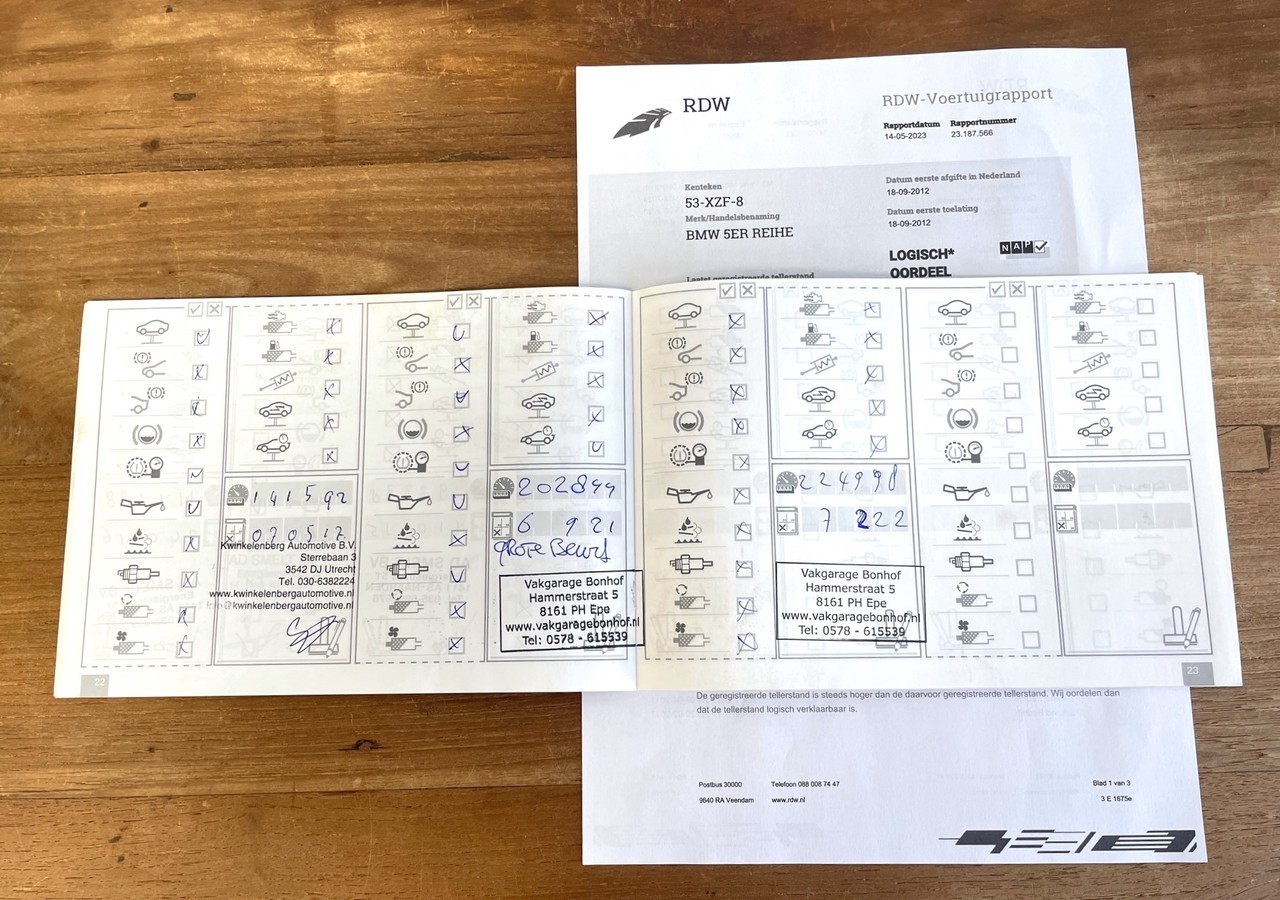 RDW
RDW-Voertuigrapport
Rapportdatum Rapportnummer
14-05-2023 23.187.566
Kenteken
53-XZF-8
Merk/Handelsbenaming
BMW 5ER REIHE
Datum eerste afgifte in Nederland
18-09-2012
Datum eerste toelating
18-09-2012
LOGISCH*
OORDEEL
NAP
Laatst geregistreerde tellerstand
141592
070517
Kwinkelenberg Automotive B.V.
Sterrebaan 3
3542 DJ Utrecht
Tel. 030-6382224
www.kwinkelenbergautomotive.nl
@kwinkelenbergautomotive.nl
22
202844
6 9 21
grote Beurt
Vakgarage Bonhof
Hammerstraat 5
8161 PH Epe
www.vakgaragebonhof.nl
Tel: 0578 - 615539
224998
7 2 22
Vakgarage Bonhof
Hammerstraat 5
8161 PH Epe
www.vakgaragebonhof.nl
Tel: 0578 - 615539
23
De geregistreerde tellerstand is steeds hoger dan de daarvoor geregistreerde tellerstand. Wij oordelen dan
dat de tellerstand logisch verklaarbaar is.
Postbus 30000 Telefoon 088 008 74 47
9640 RA Veendam www.rdw.nl
Blad 1 van 3
3 E 1675e